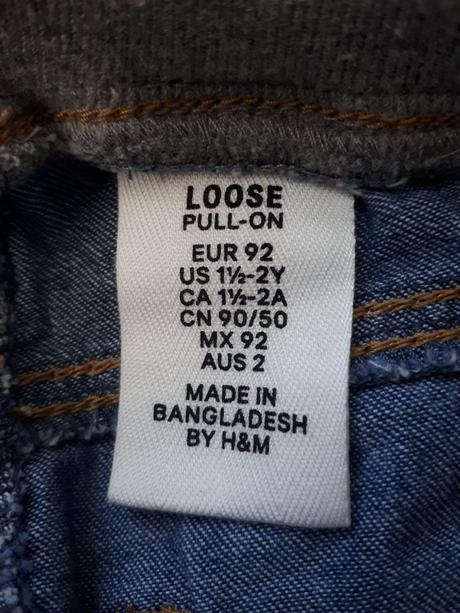 LOOSE
PULL-ON
EUR 92
US 1½-2Y
CA 1½-2A
CN 90/50
MX 92
AUS 2
MADE IN
BANGLADESH
BY H&M